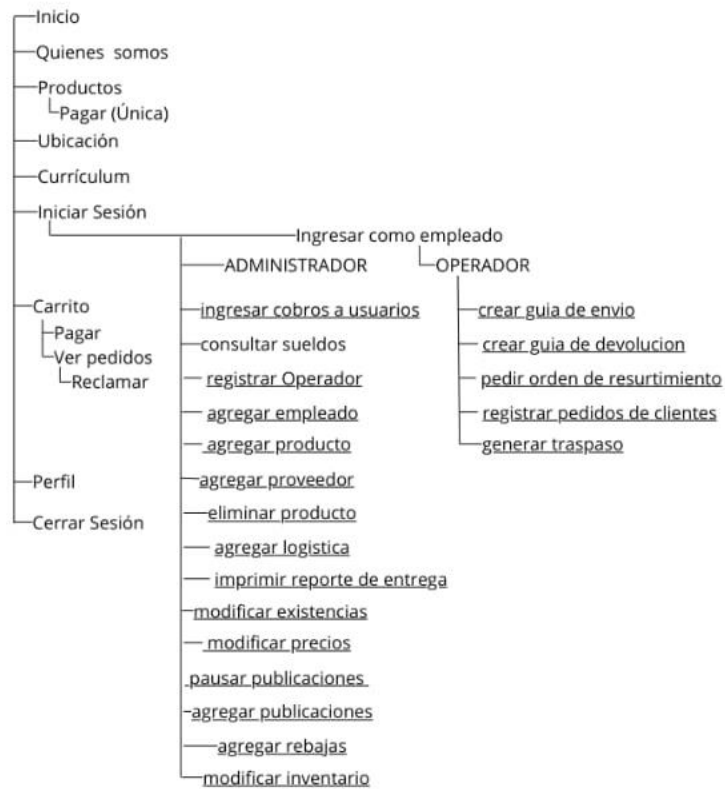 Inicio
Quienes somos
Productos
Pagar (Única)
Ubicación
Currículum
Iniciar Sesión
Ingresar como empleado
ADMINISTRADOR
ingresar cobros a usuarios
consultar sueldos
registrar Operador
agregar empleado
agregar producto
agregar proveedor
eliminar producto
agregar logistica
imprimir reporte de entrega
modificar existencias
modificar precios
pausar publicaciones
agregar publicaciones
agregar rebajas
modificar inventario
OPERADOR
crear guia de envio
crear guia de devolucion
pedir orden de resurtimiento
registrar pedidos de clientes
generar traspaso
Carrito
Pagar
Ver pedidos
Reclamar
Perfil
Cerrar Sesión